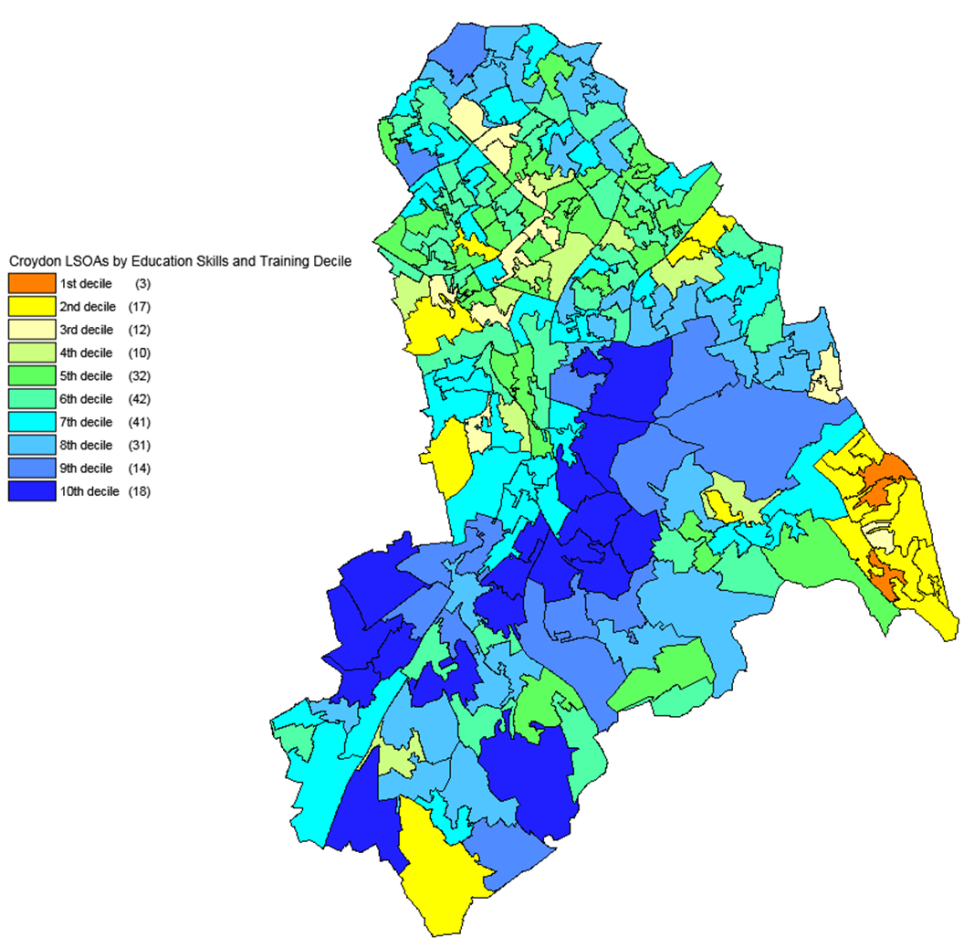 Croydon LSOAs by Education Skills and Training Decile
1st decile (3)
2nd decile (17)
3rd decile (12)
4th decile (10)
5th decile (32)
6th decile (42)
7th decile (41)
8th decile (31)
9th decile (14)
10th decile (18)